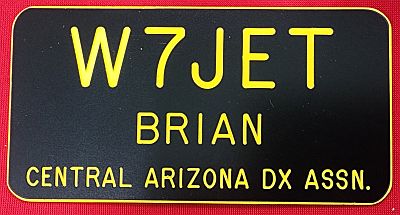 W7JET
BRIAN
CENTRAL ARIZONA DX ASSN.